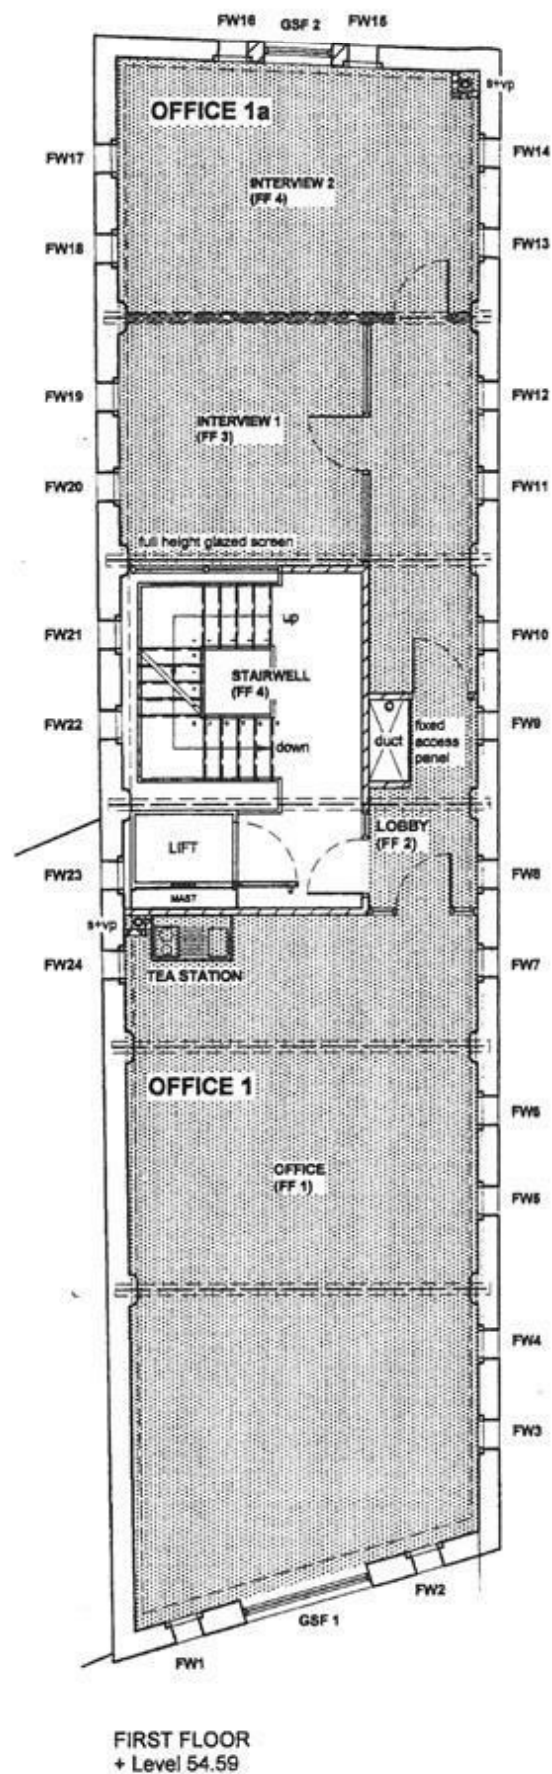 FW16 GSF 2 FW15
s+vp
OFFICE 1a
FW17 FW14
INTERVIEW 2
(FF 4)
FW18 FW13
FW19 FW12
INTERVIEW 1
(FF 3)
FW20 FW11
full height glazed screen
up
FW21 FW10
STAIRWELL
(FF 4)
FW22 FW9
duct
fixed
access
panel
down
LOBBY
(FF 2)
LIFT
FW23 FW8
MAST
s+vp
FW24 FW7
TEA STATION
OFFICE 1
FW6
OFFICE
(FF 1)
FW5
FW4
FW3
FW2
GSF 1
FW1
FIRST FLOOR
+ Level 54.59